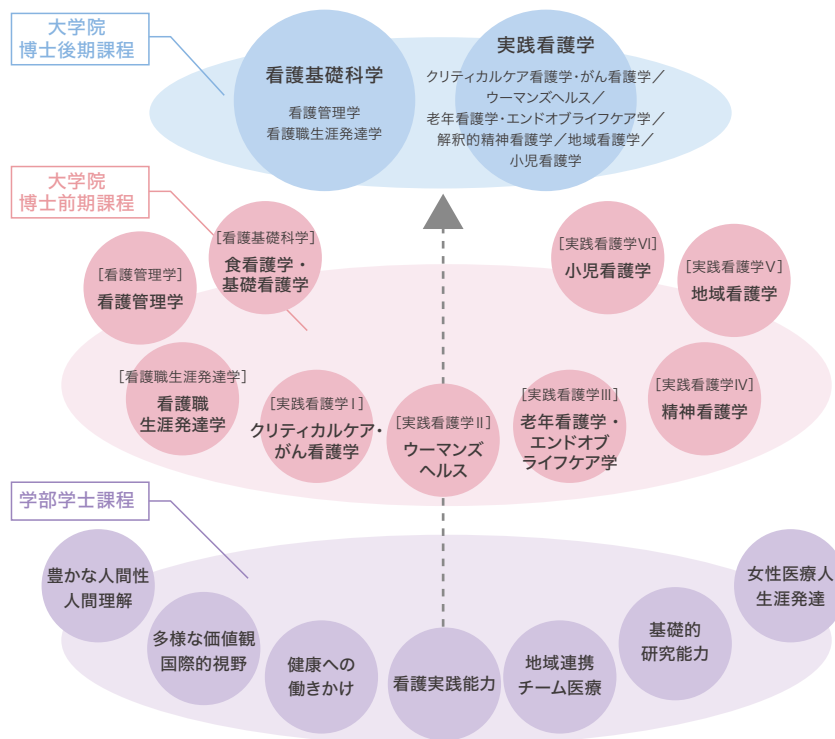 大学院
博士後期課程
看護基礎科学
看護管理学
看護職生涯発達学
実践看護学
クリティカルケア看護学・がん看護学／
ウーマンズヘルス／
老年看護学・エンドオブライフケア学／
解釈的精神看護学／地域看護学／
小児看護学
大学院
博士前期課程
［看護管理学］
看護管理学
［看護基礎科学］
食看護学・
基礎看護学
［実践看護学Ⅵ］
小児看護学
［実践看護学Ⅴ］
地域看護学
［看護職生涯発達学］
看護職
生涯発達学
［実践看護学Ⅰ］
クリティカルケア・
がん看護学
［実践看護学Ⅱ］
ウーマンズ
ヘルス
［実践看護学Ⅲ］
老年看護学・
エンドオブ
ライフケア学
［実践看護学Ⅳ］
精神看護学
学部学士課程
豊かな人間性
人間理解
多様な価値観
国際的視野
健康への
働きかけ
看護実践能力
地域連携
チーム医療
基礎的
研究能力
女性医療人
生涯発達